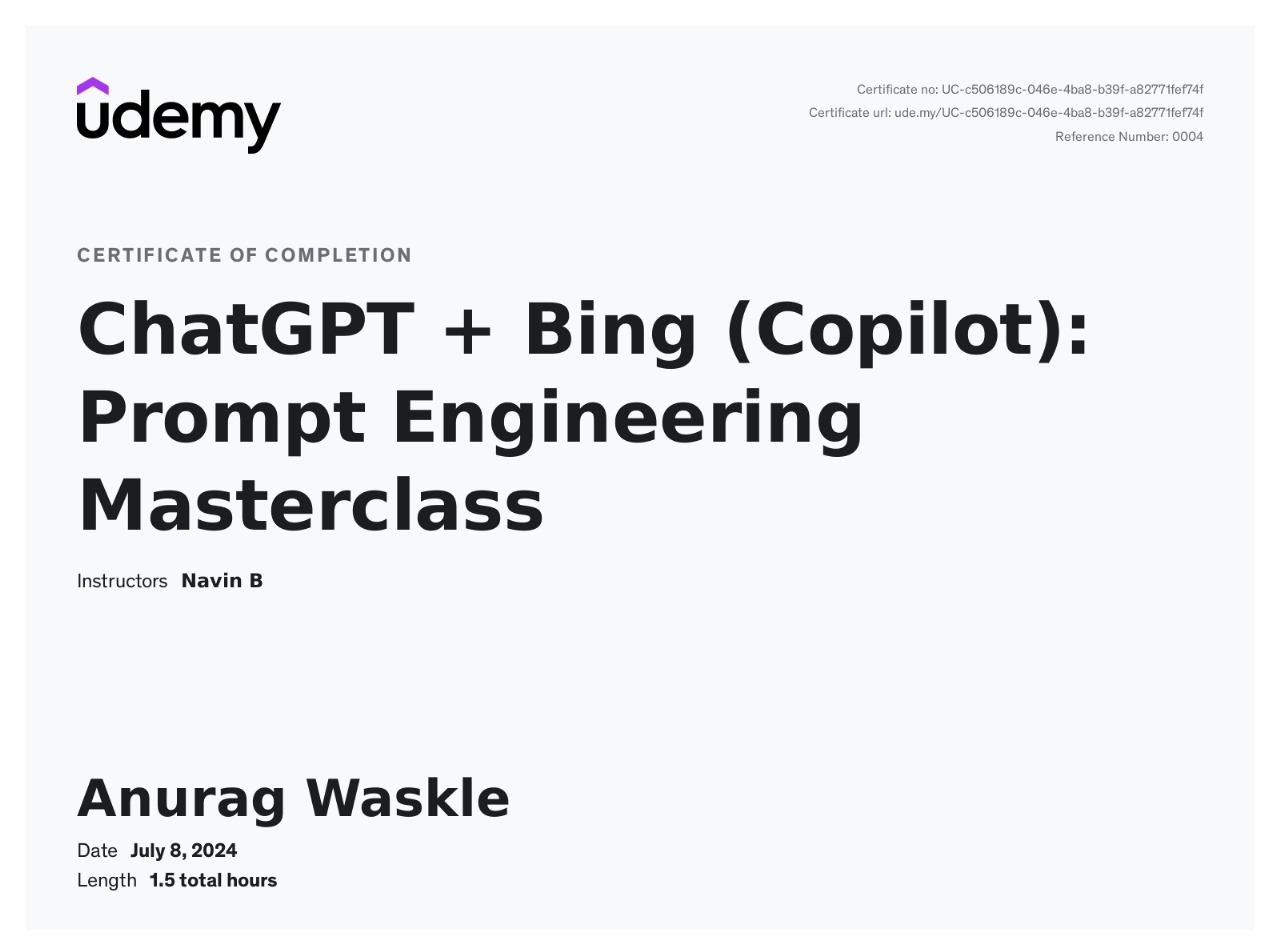 udemy
Certificate no: UC-c506189c-046e-4ba8-b39f-a82771fef74f
Certificate url: ude.my/UC-c506189c-046e-4ba8-b39f-a82771fef74f
Reference Number: 0004
CERTIFICATE OF COMPLETION
ChatGPT + Bing (Copilot):
Prompt Engineering
Masterclass
Instructors Navin B
Anurag Waskle
Date July 8, 2024
Length 1.5 total hours